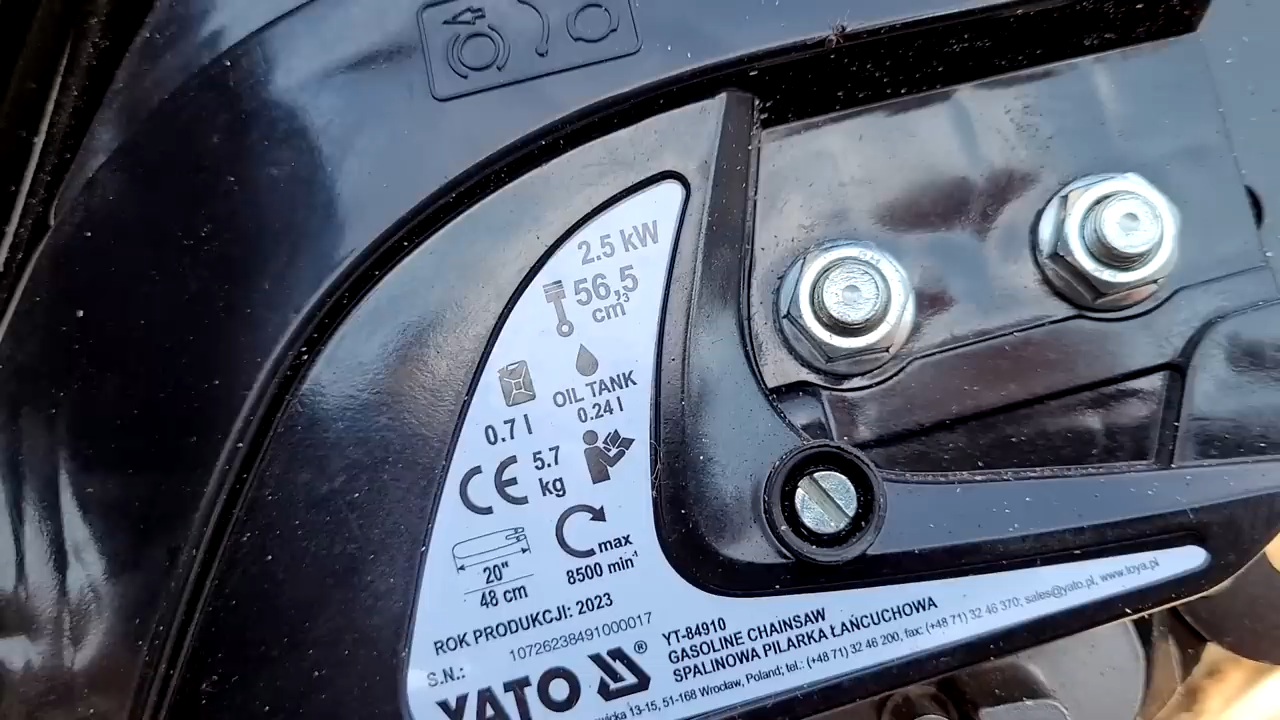 2.5 kW
56,5
cm³
OIL TANK
0.24 l
0.7 l
CE
5.7
kg
max
8500 min⁻¹
20"
48 cm
ROK PRODUKCJI: 2023
S.N.: 10726238491000017
YATO®
YT-84910
GASOLINE CHAINSAW
SPALINOWA PILARKA ŁAŃCUCHOWA
13-15, 51-168 Wrocław, Poland; tel.: (+48 71) 32 46 200, fax: (+48 71) 32 46 370; sales@yato.pl, www.toya.pl